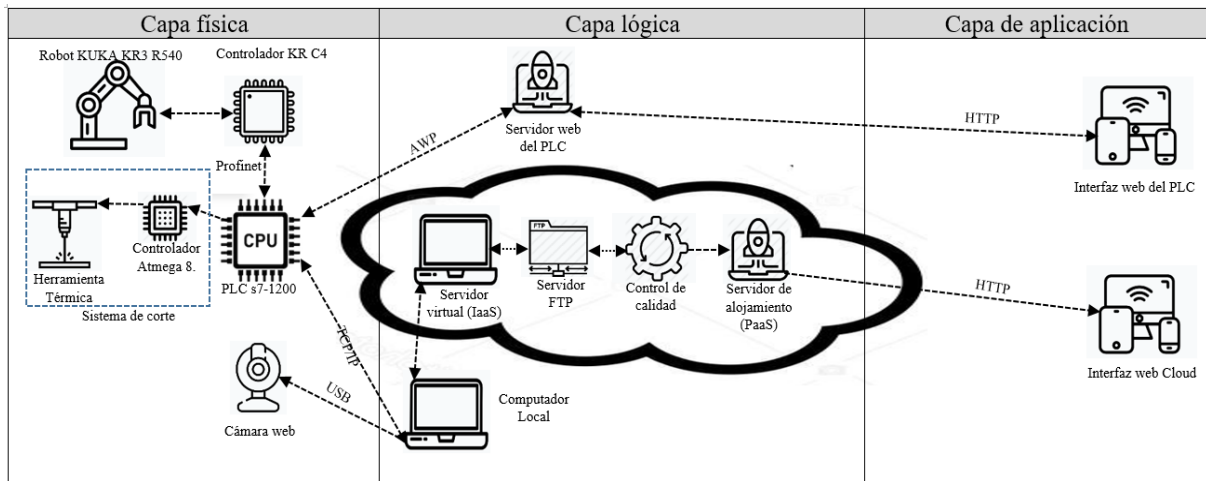 Capa física
Capa lógica
Capa de aplicación
Robot KUKA KR3 R540
Controlador KR C4
Profinet
CPU
PLC s7-1200
Controlador
Atmega 8.
Herramienta
Térmica
Sistema de corte
Cámara web
AWP
TCP/IP
USB
Servidor web
del PLC
Servidor
virtual (IaaS)
FTP
Servidor
FTP
Control de
calidad
Servidor de
alojamiento
(PaaS)
Computador
Local
HTTP
Interfaz web del PLC
HTTP
Interfaz web Cloud